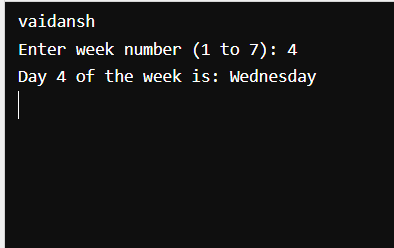 vaidansh
Enter week number (1 to 7): 4
Day 4 of the week is: Wednesday